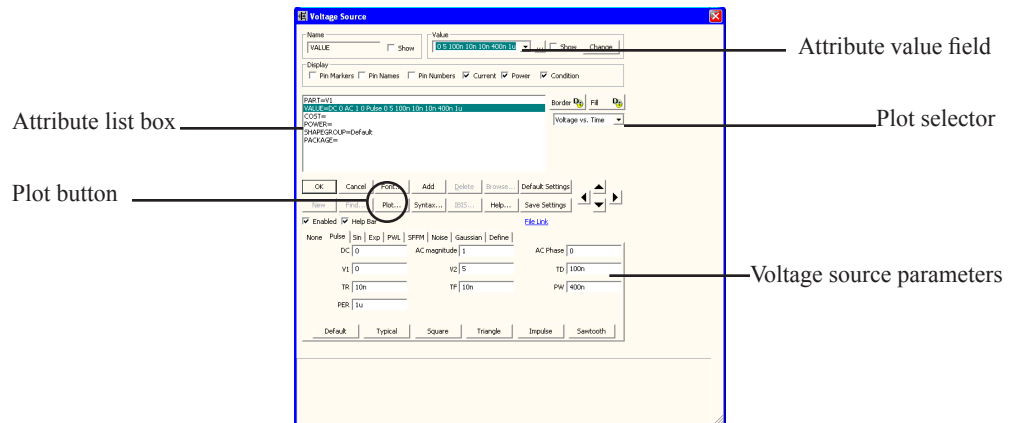 Voltage Source
Name
VALUE
Show
Value
0 5 100n 10n 10n 400n 1u
...
Show
Change
Attribute value field
Display
Pin Markers Pin Names Pin Numbers Current Power Condition
PART=V1
VALUE=DC 0 AC 1 0 Pulse 0 5 100n 10n 10n 400n 1u
COST=
POWER=
SHAPEGROUP=Default
PACKAGE=
Border Fill
Voltage vs. Time
Plot selector
Attribute list box
Plot button
OK Cancel Font... Add Delete Browse... Default Settings
New Find... Plot... Syntax... IBIS... Help... Save Settings
Enabled Help Bar File Link
None Pulse Sin Exp PWL SFFM Noise Gaussian Define
DC 0 AC magnitude 1 AC Phase 0
V1 0 V2 5 TD 100n
TR 10n TF 10n PW 400n
PER 1u
Voltage source parameters
Default Typical Square Triangle Impulse Sawtooth